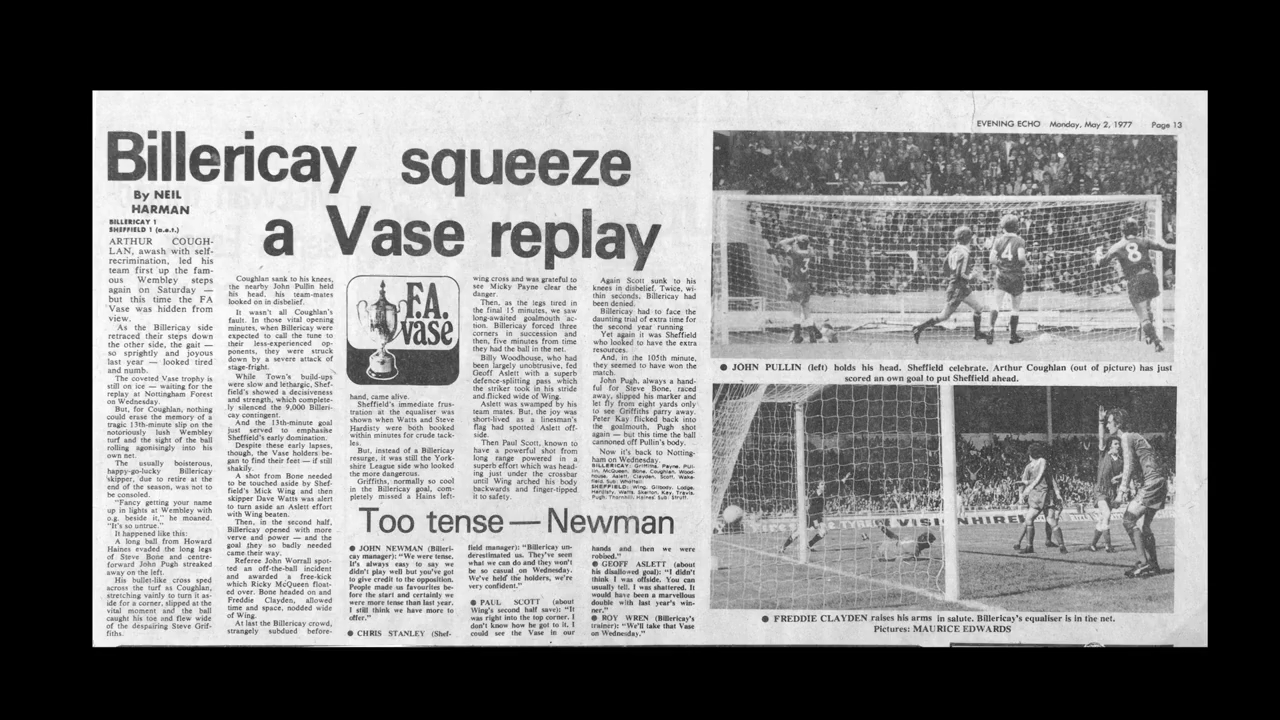 EVENING ECHO Monday, May 2, 1977 Page 13
Billericay squeeze
a Vase replay
By NEIL
HARMAN
BILLERICAY 1
SHEFFIELD 1 (a.e.t.)
ARTHUR COUGH-
LAN, awash with self-
recrimination, led his
team first up the fam-
ous Wembley steps
again on Saturday —
but this time the FA
Vase was hidden from
view.
As the Billericay side
retraced their steps down
the other side, the gait —
so sprightly and joyous
last year — looked tired
and numb.
The coveted Vase trophy is
still on ice — waiting for the
replay at Nottingham Forest
on Wednesday.
But, for Coughlan, nothing
could erase the memory of a
tragic 13th-minute slip on the
notoriously lush Wembley
turf and the sight of the ball
rolling agonisingly into his
own net.
The usually boisterous,
happy-go-lucky Billericay
skipper, due to retire at the
end of the season, was not to
be consoled.
"Fancy getting your name
up in lights at Wembley with
o.g. beside it," he moaned.
"It's so untrue."
It happened like this:
A long ball from Howard
Haines evaded the long legs
of Steve Bone and centre-
forward John Pugh streaked
away on the left.
His bullet-like cross sped
across the turf as Coughlan,
stretching vainly to turn it as-
ide for a corner, slipped at the
vital moment and the ball
caught his toe and flew wide
of the despairing Steve Grif-
fiths.
Coughlan sank to his knees,
the nearby John Pullin held
his head, his team-mates
looked on in disbelief.
It wasn't all Coughlan's
fault. In those vital opening
minutes, when Billericay were
expected to call the tune to
their less-experienced op-
ponents, they were struck
down by a severe attack of
stage-fright.
While Town's build-ups
were slow and lethargic, Shef-
field's showed a decisiveness
and strength, which complete-
ly silenced the 9,000 Billeri-
cay contingent.
And the 13th-minute goal
just served to emphasise
Sheffield's early domination.
Despite these early lapses,
though, the Vase holders be-
gan to find their feet — if still
shakily.
A shot from Bone needed
to be touched aside by Shef-
field's Mick Wing and then
skipper Dave Watts was alert
to turn aside an Aslett effort
with Wing beaten.
Then, in the second half,
Billericay opened with more
verve and power — and the
goal they so badly needed
came their way.
Referee John Worrall spot-
ted an off-the-ball incident
and awarded a free-kick
which Ricky McQueen float-
ed over. Bone headed on and
Freddie Clayden, allowed
time and space, nodded wide
of Wing.
At last the Billericay crowd,
strangely subdued before-
F.A.
vase
hand, came alive.
Sheffield's immediate frus-
tration at the equaliser was
shown when Watts and Steve
Hardisty were both booked
within minutes for crude tack-
les.
But, instead of a Billericay
resurge, it was still the York-
shire League side who looked
the more dangerous.
Griffiths, normally so cool
in the Billericay goal, com-
pletely missed a Hains left-
wing cross and was grateful to
see Micky Payne clear the
danger.
Then, as the legs tired in
the final 15 minutes, we saw
long-awaited goalmouth ac-
tion. Billericay forced three
corners in succession and
then, five minutes from time
they had the ball in the net.
Billy Woodhouse, who had
been largely unobtrusive, fed
Geoff Aslett with a superb
defence-splitting pass which
the striker took in his stride
and flicked wide of Wing.
Aslett was swamped by his
team mates. But, the joy was
short-lived as a linesman's
flag had spotted Aslett off-
side.
Then Paul Scott, known to
have a powerful shot from
long range powered in a
superb effort which was head-
ing just under the crossbar
until Wing arched his body
backwards and finger-tipped
it to safety.
Again Scott sunk to his
knees in disbelief. Twice, wi-
thin seconds, Billericay had
been denied.
Billericay had to face the
daunting trial of extra time for
the second year running
Yet again it was Sheffield
who looked to have the extra
resources.
And, in the 105th minute,
they seemed to have won the
match.
John Pugh, always a hand-
ful for Steve Bone, raced
away, slipped his marker and
let fly from eight yards only
to see Griffiths parry away.
Peter Kay flicked back into
the goalmouth, Pugh shot
again — but this time the ball
cannoned off Pullin's body.
Now it's back to Notting-
ham on Wednesday.
BILLERICAY: Griffiths, Payne, Pul-
lin, McQueen, Bone, Coughlan, Wood-
house, Aslett, Clayden, Scott, Wake-
field. Sub: Whettell.
SHEFFIELD: Wing, Gilbody, Lodge,
Hardisty, Watts, Skelton, Kay, Travis,
Pugh, Thornhill, Haines. Sub: Strutt.
Too tense — Newman
● JOHN NEWMAN (Billeri-
cay manager): "We were tense.
It's always easy to say we
didn't play well but you've got
to give credit to the opposition.
People made us favourites be-
fore the start and certainly we
were more tense than last year.
I still think we have more to
offer."
● CHRIS STANLEY (Shef-
field manager): "Billericay un-
derestimated us. They've seen
what we can do and they won't
be so casual on Wednesday.
We've held the holders, we're
very confident."
● PAUL SCOTT (about
Wing's second half save): "It
was right into the top corner. I
don't know how he got to it. I
could see the Vase in our
hands and then we were
robbed."
● GEOFF ASLETT (about
his disallowed goal): "I didn't
think I was offside. You can
usually tell. I was shattered. It
would have been a marvellous
double with last year's win-
ner."
● ROY WREN (Billericay's
trainer): "We'll take that Vase
on Wednesday."
3
4
8
● JOHN PULLIN (left) holds his head. Sheffield celebrate. Arthur Coughlan (out of picture) has just
scored an own goal to put Sheffield ahead.
● FREDDIE CLAYDEN raises his arms in salute. Billericay's equaliser is in the net.
Pictures: MAURICE EDWARDS